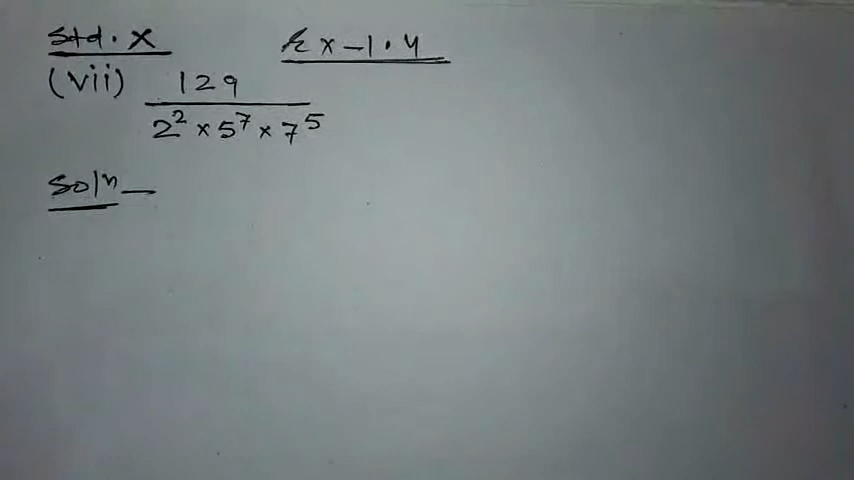 Std. X Ex-1.4
(vii) 129
2² × 5⁷ × 7⁵
Solⁿ —